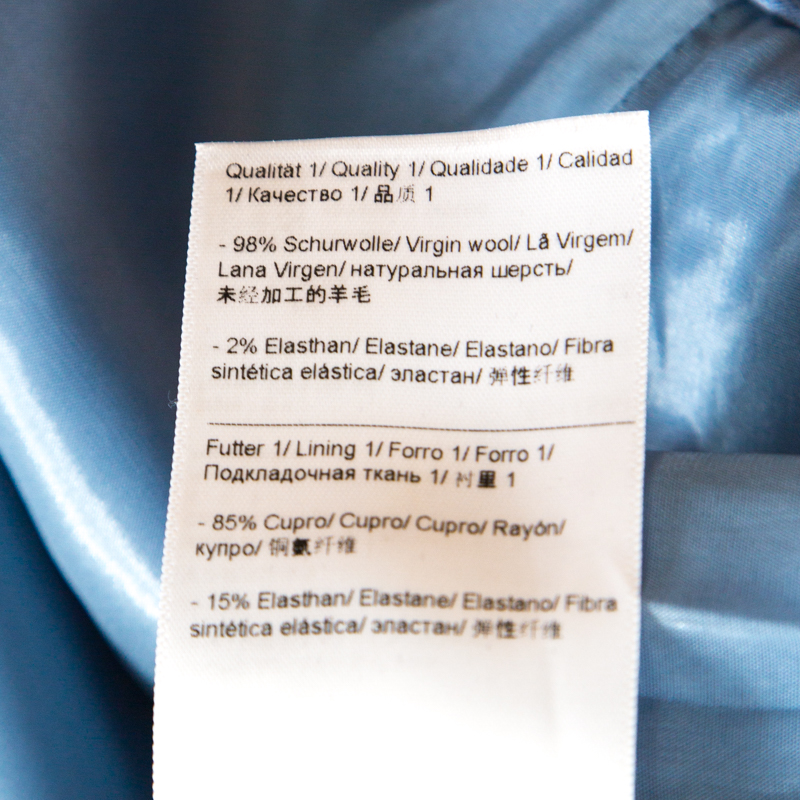 Qualität 1/ Quality 1/ Qualidade 1/ Calidad
1/ Качество 1/ 品质 1
- 98% Schurwolle/ Virgin wool/ Lã Virgem/
Lana Virgen/ натуральная шерсть/
未经加工的羊毛
- 2% Elasthan/ Elastane/ Elastano/ Fibra
sintética elástica/ эластан/ 弹性纤维
Futter 1/ Lining 1/ Forro 1/ Forro 1/
Подкладочная ткань 1/ 衬里 1
- 85% Cupro/ Cupro/ Cupro/ Rayón/
купро/ 铜氨纤维
- 15% Elasthan/ Elastane/ Elastano/ Fibra
sintética elástica/ эластан/ 弹性纤维